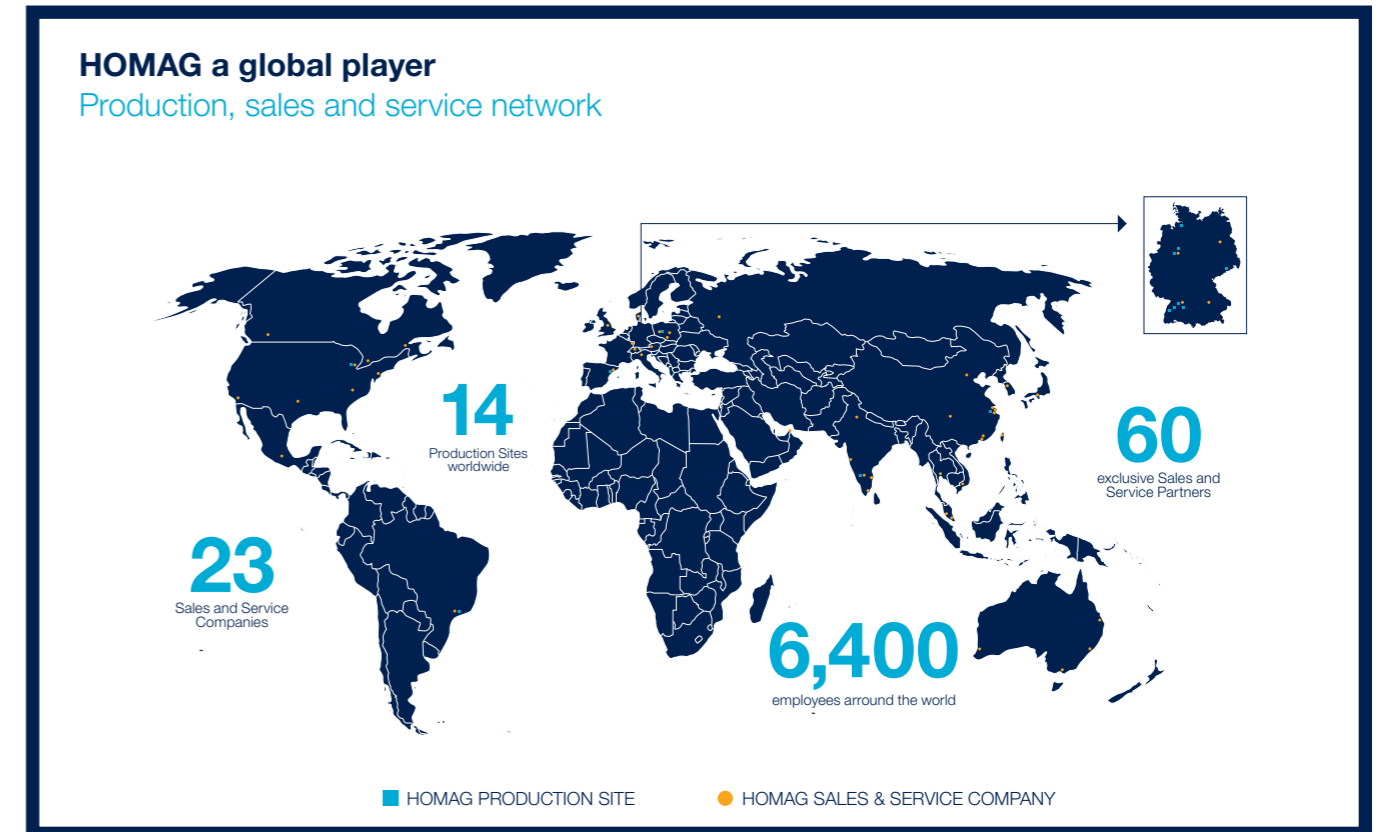 HOMAG a global player
Production, sales and service network
14
Production Sites
worldwide
60
exclusive Sales and
Service Partners
23
Sales and Service
Companies
6,400
employees arround the world
HOMAG PRODUCTION SITE
HOMAG SALES & SERVICE COMPANY